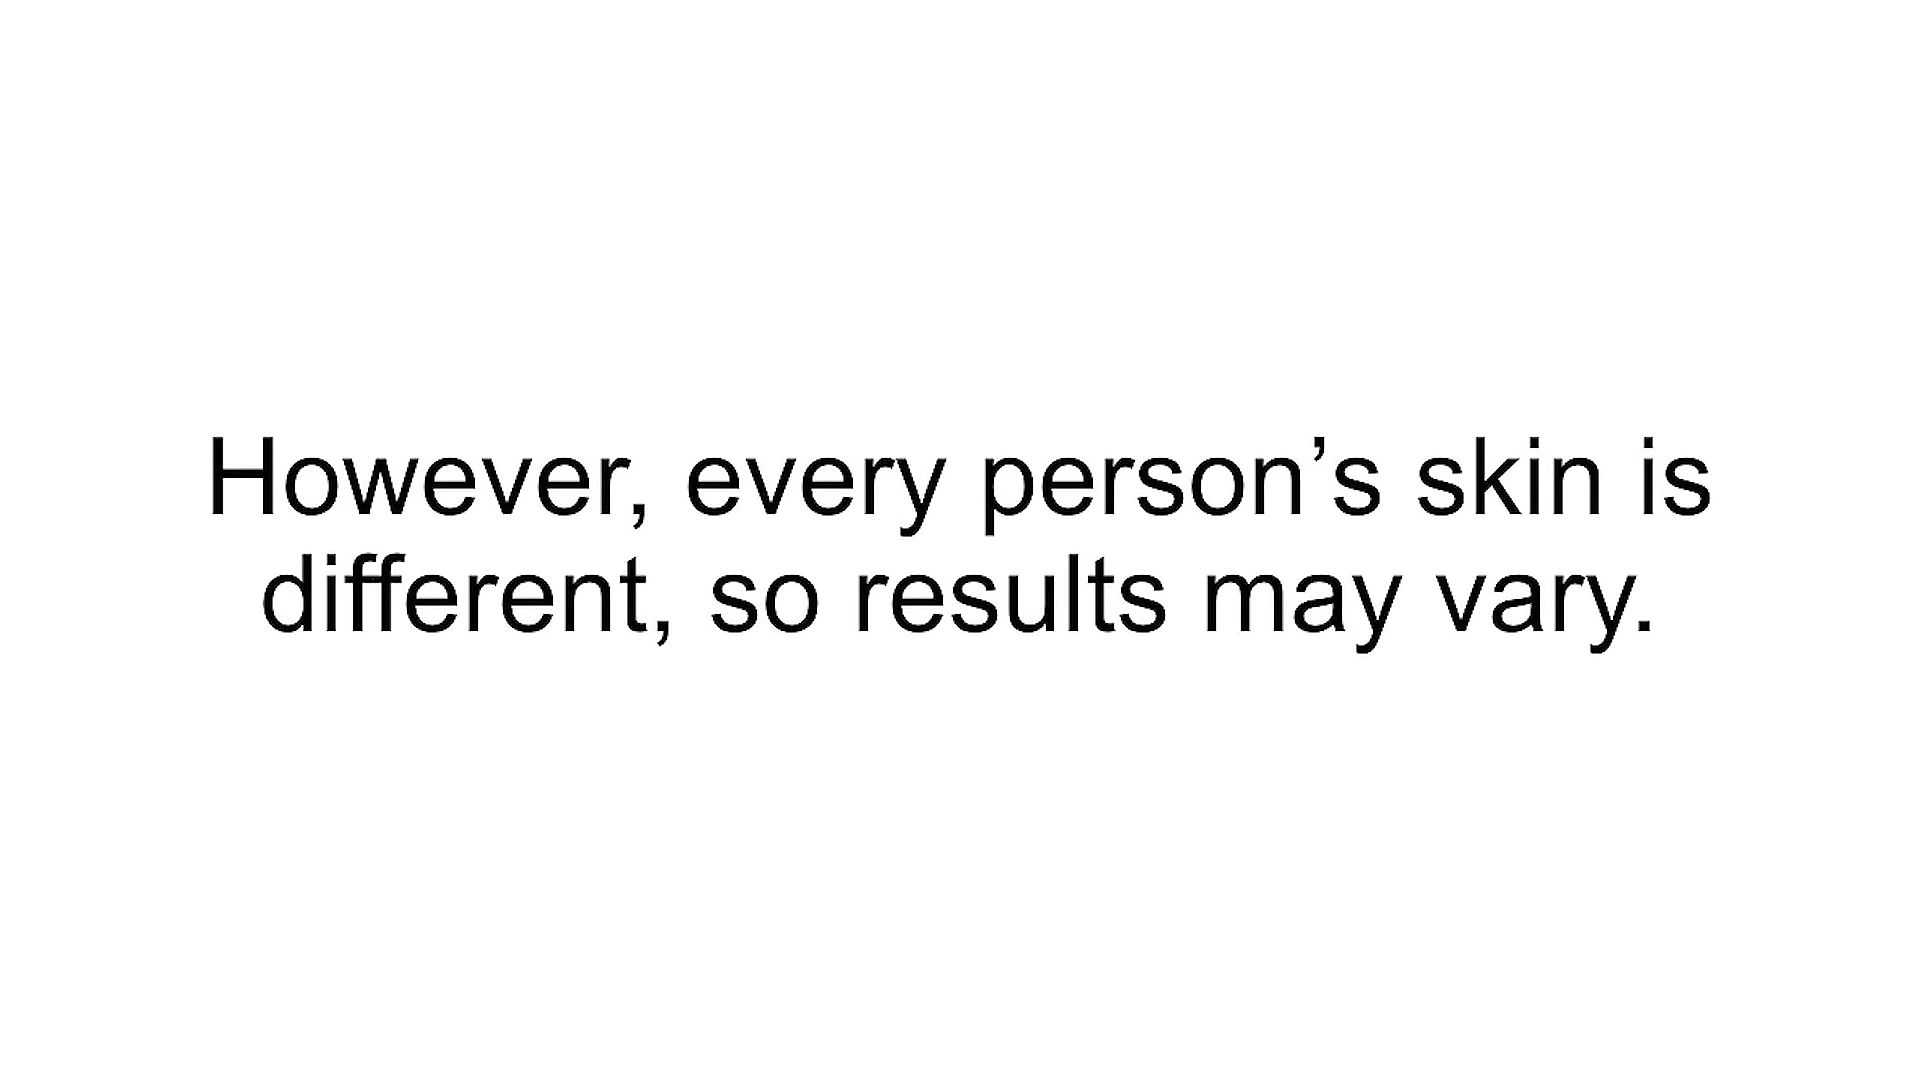 However, every person’s skin is
different, so results may vary.